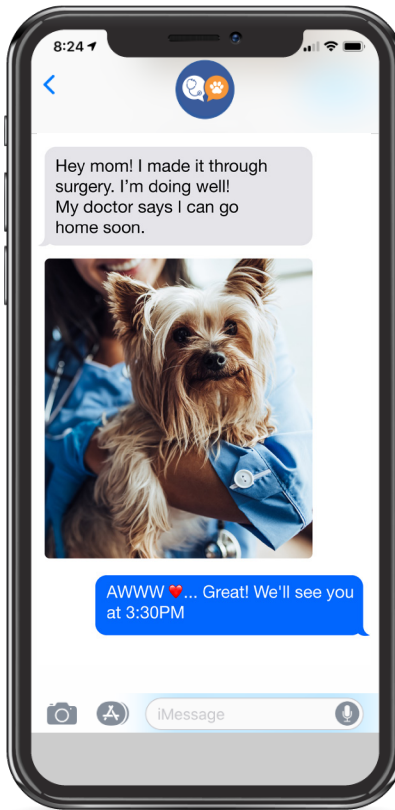 8:24
Hey mom! I made it through
surgery. I'm doing well!
My doctor says I can go
home soon.
AWWW ❤️... Great! We'll see you
at 3:30PM
iMessage